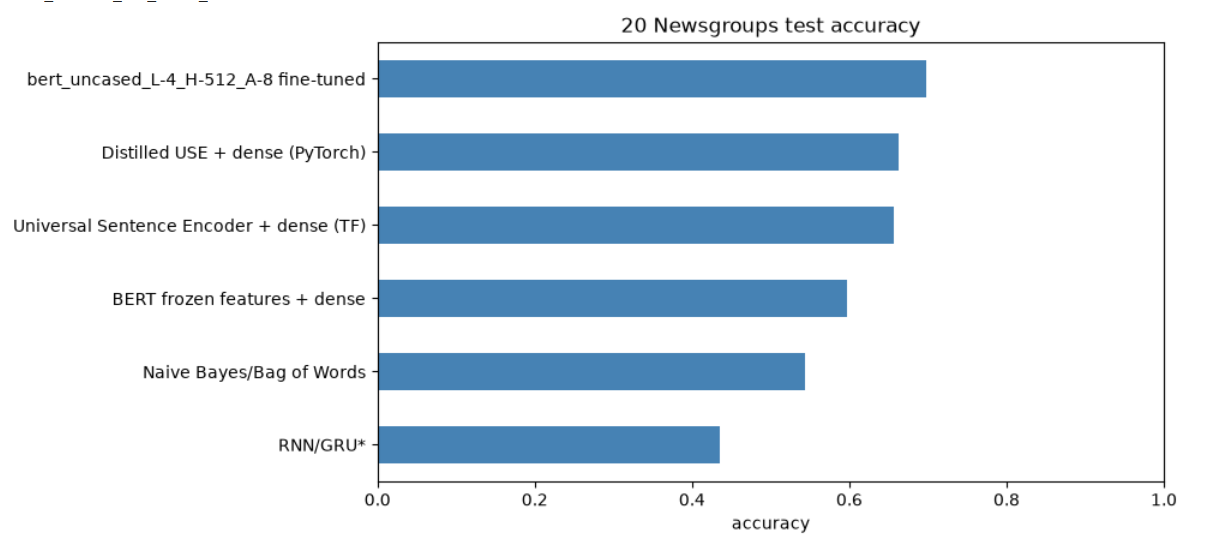 20 Newsgroups test accuracy
bert_uncased_L-4_H-512_A-8 fine-tuned
Distilled USE + dense (PyTorch)
Universal Sentence Encoder + dense (TF)
BERT frozen features + dense
Naive Bayes/Bag of Words
RNN/GRU*
0.0 0.2 0.4 0.6 0.8 1.0
accuracy